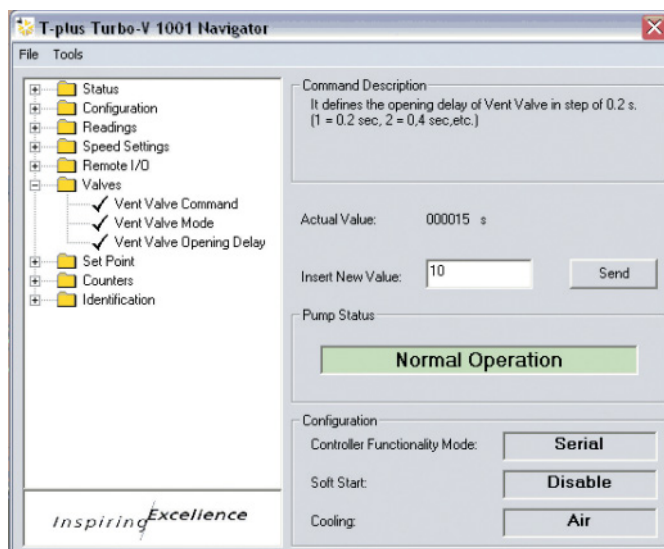 T-plus Turbo-V 1001 Navigator
File Tools
Status
Configuration
Readings
Speed Settings
Remote I/O
Valves
Vent Valve Command
Vent Valve Mode
Vent Valve Opening Delay
Set Point
Counters
Identification
Inspiring Excellence
Command Description
It defines the opening delay of Vent Valve in step of 0.2 s.
(1 = 0.2 sec, 2 = 0,4 sec,etc.)
Actual Value: 000015 s
Insert New Value: 10 Send
Pump Status
Normal Operation
Configuration
Controller Functionality Mode: Serial
Soft Start: Disable
Cooling: Air